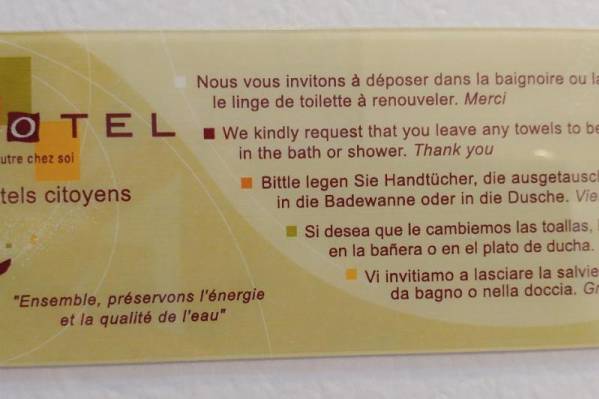 OTEL
utre chez soi
tels citoyens
"Ensemble, préservons l'énergie
et la qualité de l'eau"
Nous vous invitons à déposer dans la baignoire ou la
le linge de toilette à renouveler. Merci
We kindly request that you leave any towels to be
in the bath or shower. Thank you
Bittle legen Sie Handtücher, die ausgetausch
in die Badewanne oder in die Dusche. Vie
Si desea que le cambiemos las toallas,
en la bañera o en el plato de ducha.
Vi invitiamo a lasciare la salvie
da bagno o nella doccia. Gr